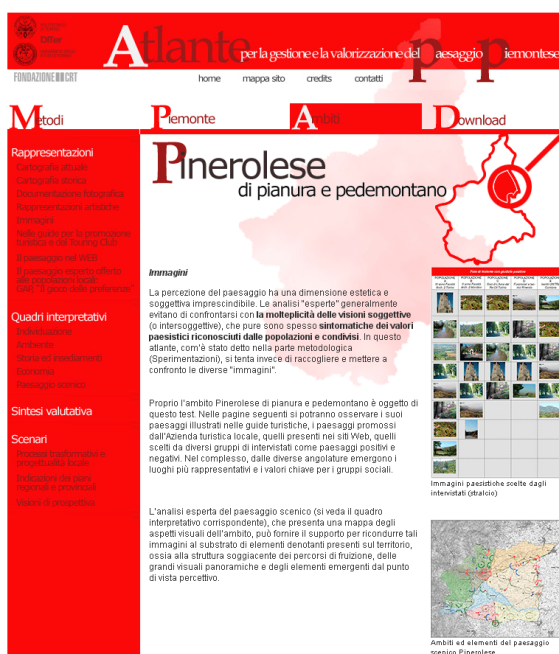 Atlante per la gestione e la valorizzazione del paesaggio piemontese
FONDAZIONE CRT
home mappa sito credits contatti
Metodi Piemonte Ambiti Download
Pinerolese
di pianura e pedemontano
Rappresentazioni
Cartografia attuale
Cartografia storica
Documentazione fotografica
Rappresentazioni artistiche
Immagini
Nelle guide per la promozione
turistica e del Touring Club
Il paesaggio nel WEB
Il paesaggio esperto offerto
alle popolazioni locale:
GAP, "Il gioco delle preferenze"
Quadri interpretativi
Individuazione
Ambiente
Storia ed insediamenti
Economia
Paesaggio scenico
Sintesi valutativa
Scenari
Processi trasformativi e
progettualità locale
Indicazioni dei piani
regionali e provinciali
Visioni di prospettiva
Immagini
La percezione del paesaggio ha una dimensione estetica e
soggettiva imprescindibile. Le analisi "esperte" generalmente
evitano di confrontarsi con la molteplicità delle visioni soggettive
(o intersoggettive), che pure sono spesso sintomatiche dei valori
paesistici riconosciuti dalle popolazioni e condivisi. In questo
atlante, com'è stato detto nella parte metodologica
(Sperimentazioni), si tenta invece di raccogliere e mettere a
confronto le diverse "immagini".
Proprio l'ambito Pinerolese di pianura e pedemontano è oggetto di
questo test. Nelle pagine seguenti si potranno osservare i suoi
paesaggi illustrati nelle guide turistiche, i paesaggi promossi
dall'Azienda turistica locale, quelli presenti nei siti Web, quelli
scelti da diversi gruppi di intervistati come paesaggi positivi e
negativi. Nel complesso, dalle diverse angolature emergono i
luoghi più rappresentativi e i valori chiave per i gruppi sociali.
L'analisi esperta del paesaggio scenico (si veda il quadro
interpretativo corrispondente), che presenta una mappa degli
aspetti visuali dell'ambito, può fornire il supporto per ricondurre tali
immagini al substrato di elementi denotanti presenti sul territorio,
ossia alla struttura soggiacente dei percorsi di fruizione, delle
grandi visuali panoramiche e degli elementi emergenti dal punto
di vista percettivo.
Immagini paesistiche scelte dagli
intervistati (stralcio)
Ambiti ed elementi del paesaggio
scenico Pinerolese